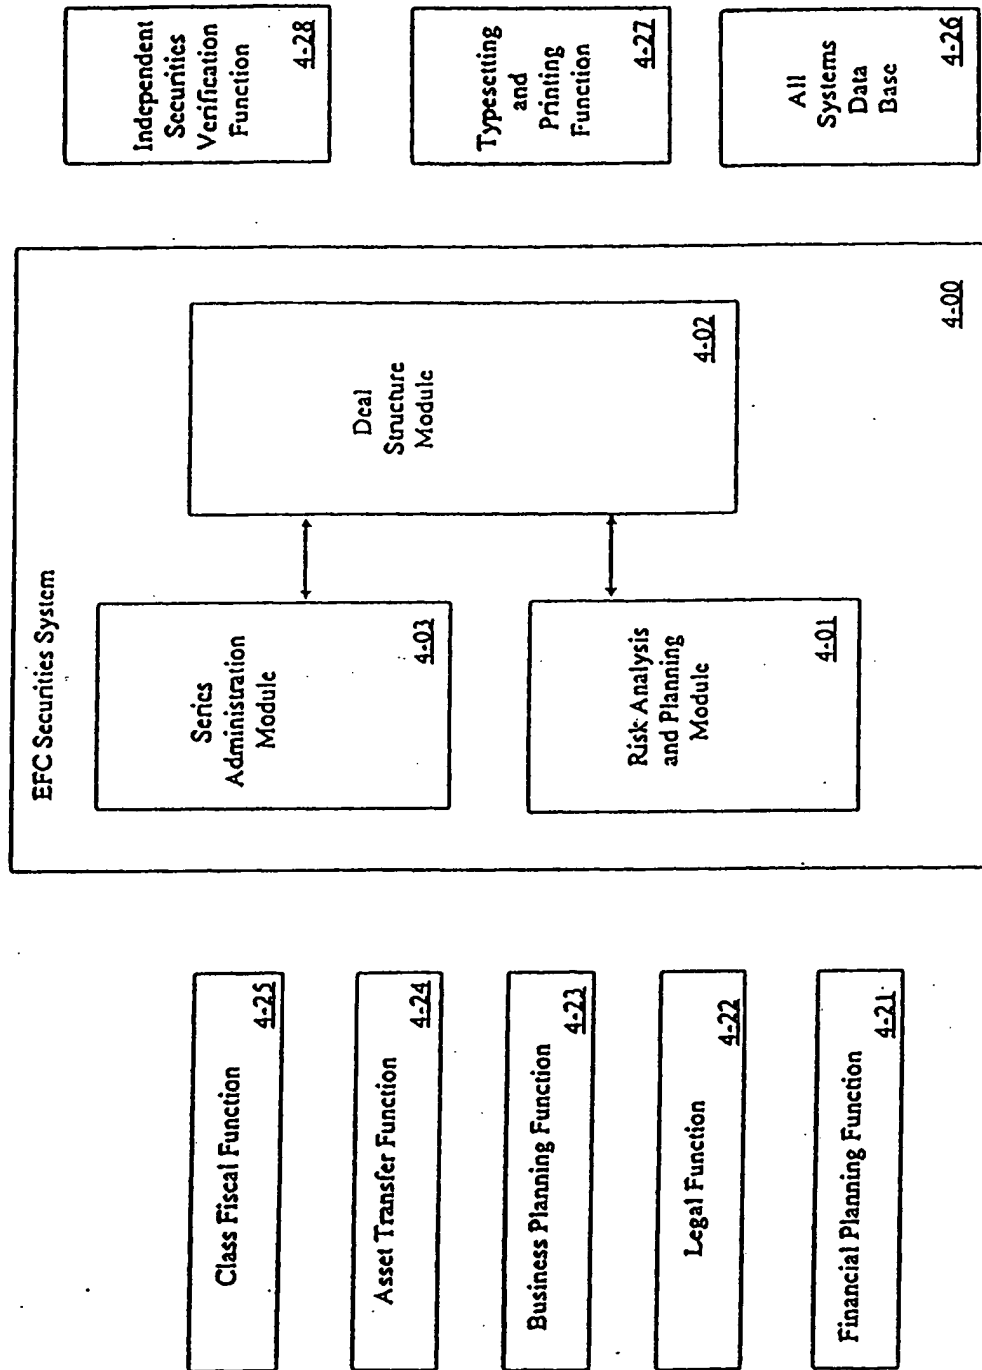 Financial Planning Function
4-21
Legal Function
4-22
Business Planning Function
4-23
Asset Transfer Function
4-24
Class Fiscal Function
4-25
EFC Securities System
Risk Analysis
and Planning
Module
4-01
Series
Administration
Module
4-03
Deal
Structure
Module
4-02
4-00
All
Systems
Data
Base
4-26
Typesetting
and
Printing
Function
4-27
Independent
Securities
Verification
Function
4-28